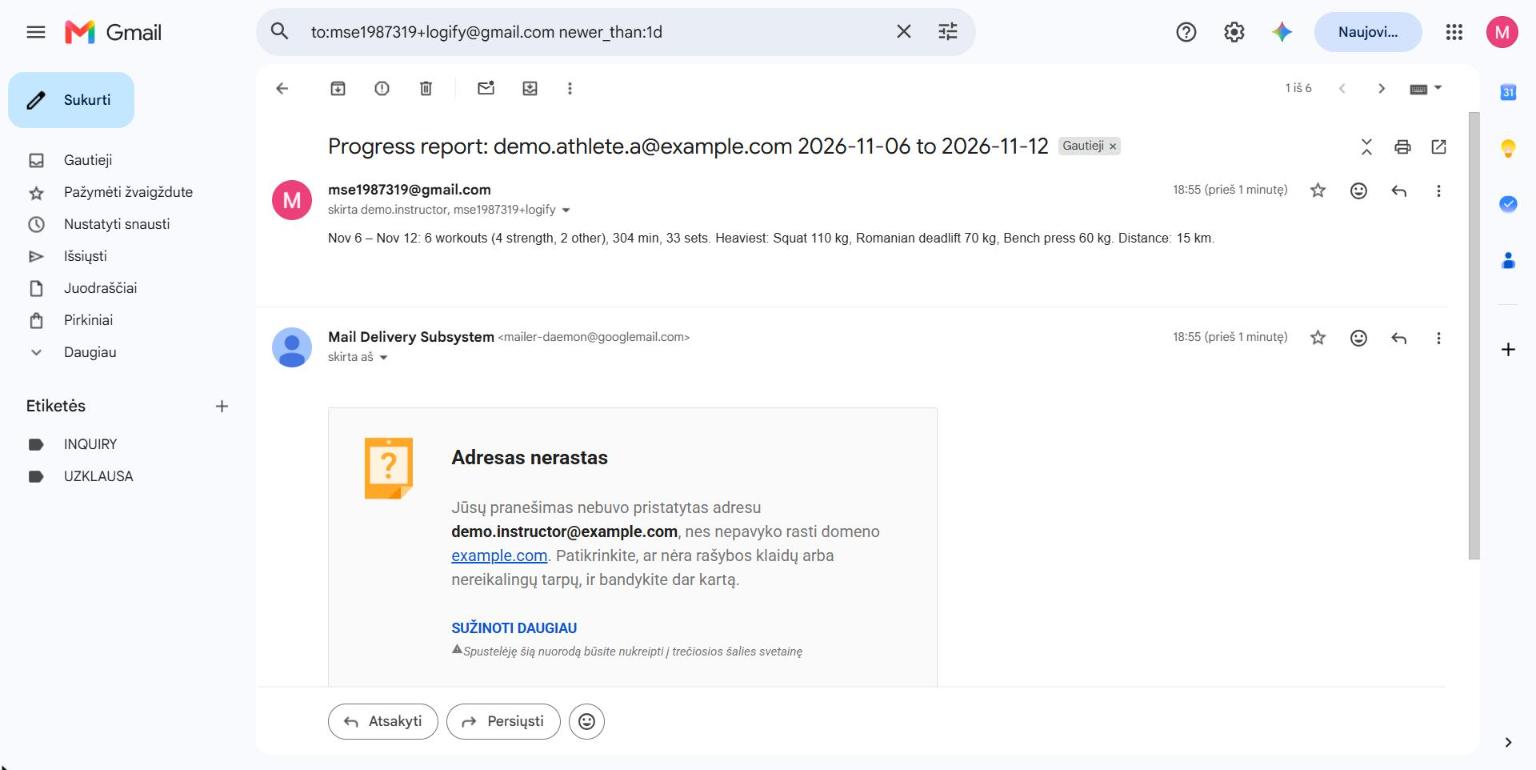 Gmail
to:mse1987319+logify@gmail.com newer_than:1d
Naujovi...
M
Sukurti
1 iš 6
31
Gautieji
Pažymėti žvaigždute
Nustatyti snausti
Išsiųsti
Juodraščiai
Pirkiniai
Daugiau
Etiketės
INQUIRY
UZKLAUSA
Progress report: demo.athlete.a@example.com 2026-11-06 to 2026-11-12 Gautieji ×
M
mse1987319@gmail.com
18:55 (prieš 1 minutę)
skirta demo.instructor, mse1987319+logify
Nov 6 – Nov 12: 6 workouts (4 strength, 2 other), 304 min, 33 sets. Heaviest: Squat 110 kg, Romanian deadlift 70 kg, Bench press 60 kg. Distance: 15 km.
Mail Delivery Subsystem <mailer-daemon@googlemail.com>
18:55 (prieš 1 minutę)
skirta aš
?
Adresas nerastas
Jūsų pranešimas nebuvo pristatytas adresu
demo.instructor@example.com, nes nepavyko rasti domeno
example.com. Patikrinkite, ar nėra rašybos klaidų arba
nereikalingų tarpų, ir bandykite dar kartą.
SUŽINOTI DAUGIAU
Spustelėję šią nuorodą būsite nukreipti į trečiosios šalies svetainę
Atsakyti
Persiųsti